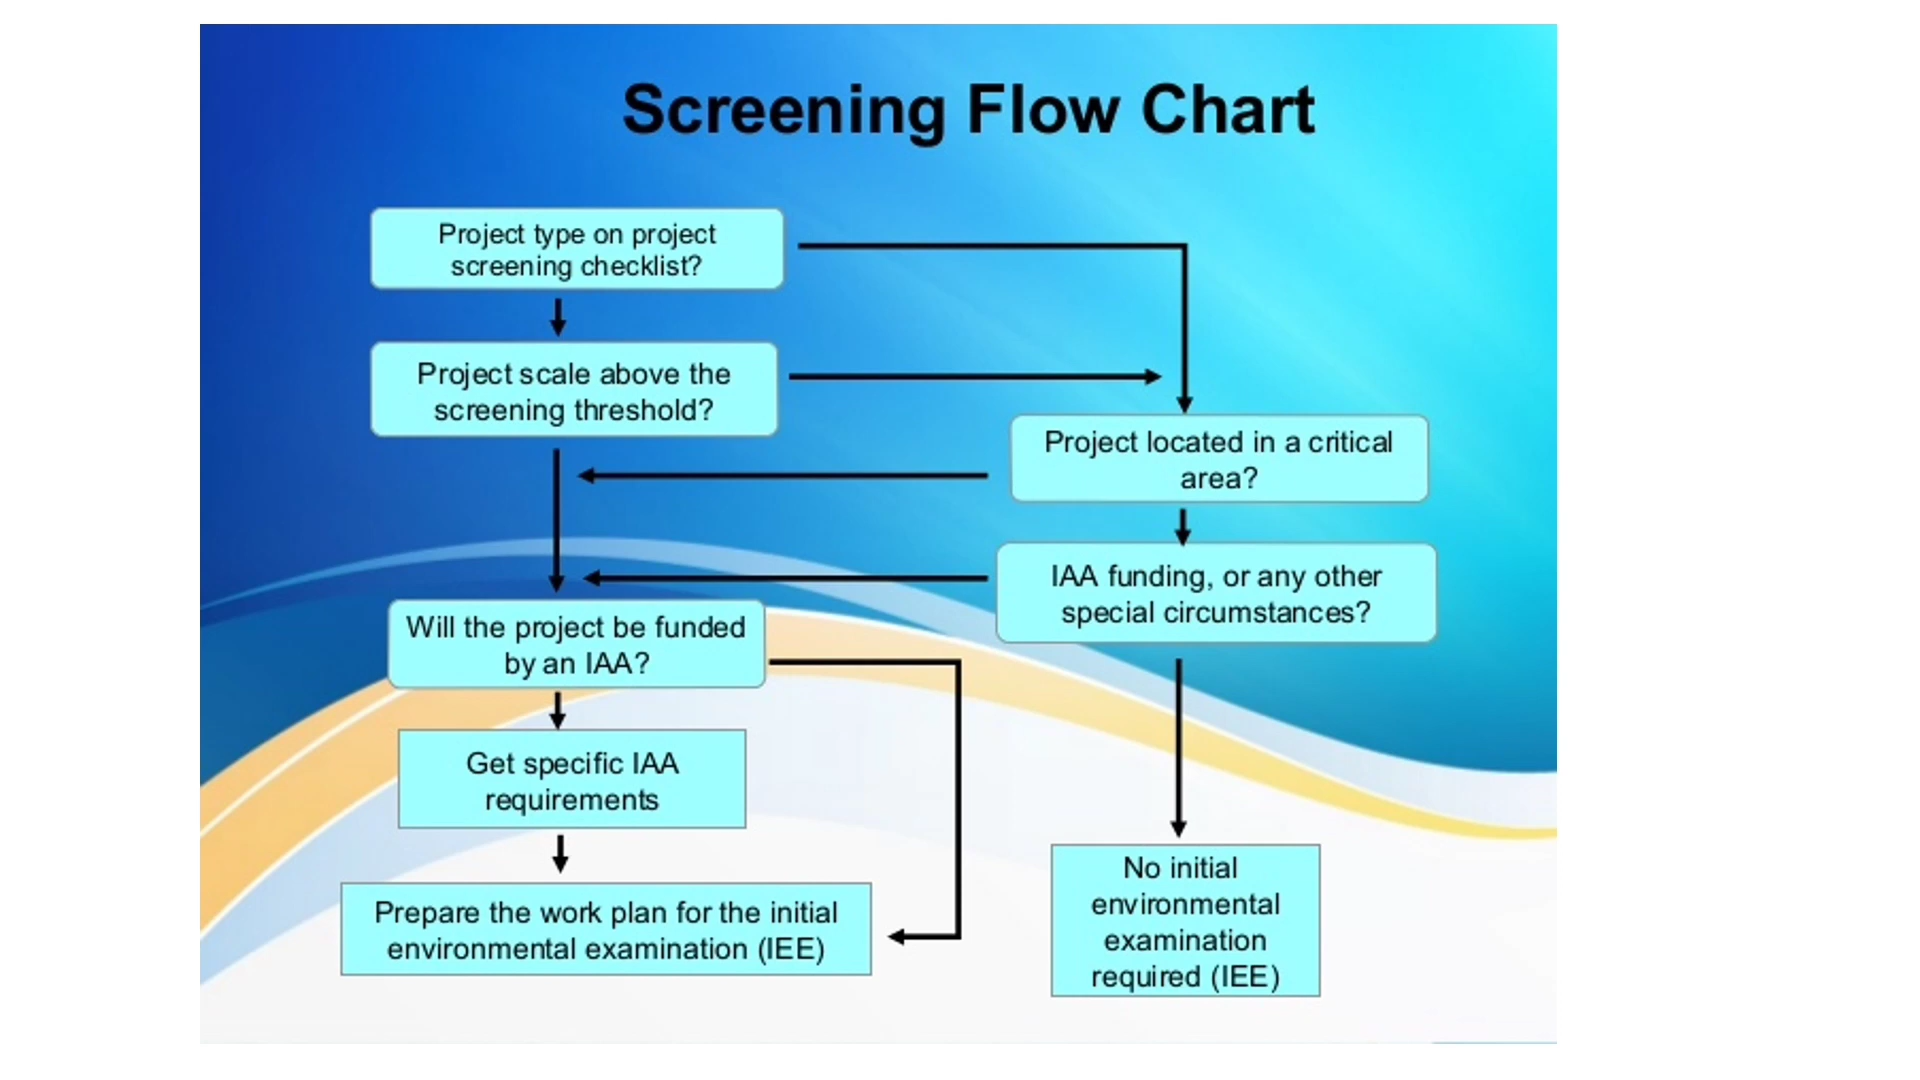 Screening Flow Chart
Project type on project
screening checklist?
Project scale above the
screening threshold?
Project located in a critical
area?
IAA funding, or any other
special circumstances?
Will the project be funded
by an IAA?
Get specific IAA
requirements
Prepare the work plan for the initial
environmental examination (IEE)
No initial
environmental
examination
required (IEE)